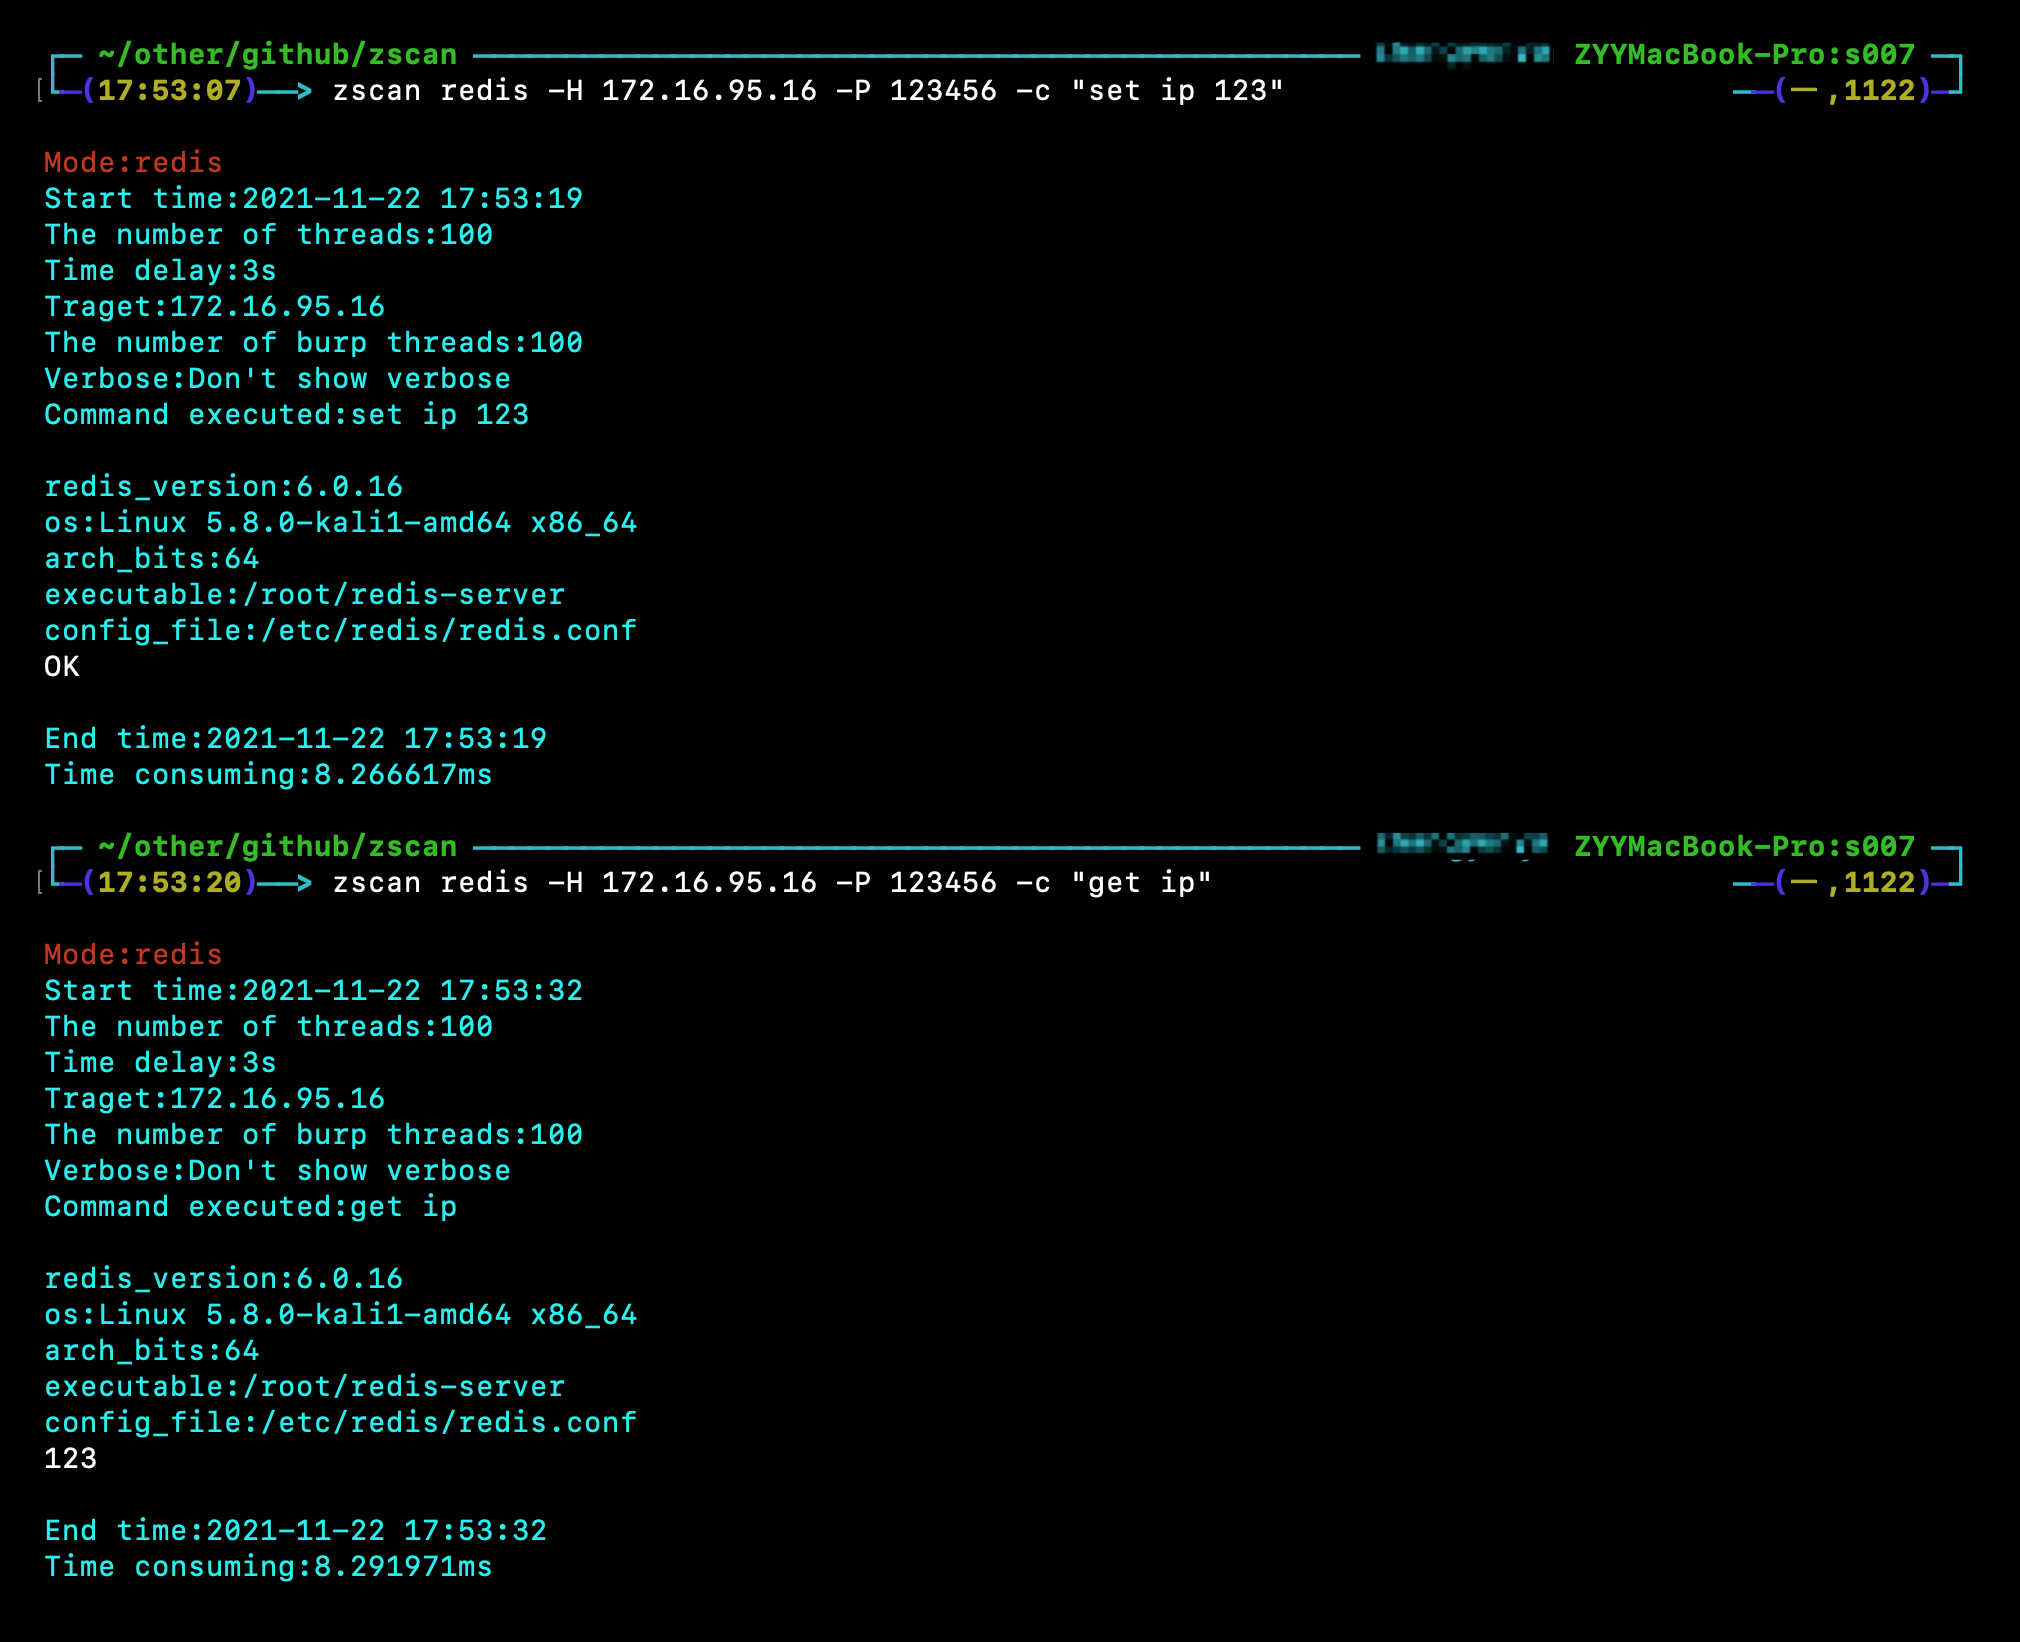 ~/other/github/zscan ZYYMacBook-Pro:s007
(17:53:07)──> zscan redis -H 172.16.95.16 -P 123456 -c "set ip 123" (一 ,1122)
Mode:redis
Start time:2021-11-22 17:53:19
The number of threads:100
Time delay:3s
Traget:172.16.95.16
The number of burp threads:100
Verbose:Don't show verbose
Command executed:set ip 123
redis_version:6.0.16
os:Linux 5.8.0-kali1-amd64 x86_64
arch_bits:64
executable:/root/redis-server
config_file:/etc/redis/redis.conf
OK
End time:2021-11-22 17:53:19
Time consuming:8.266617ms
~/other/github/zscan ZYYMacBook-Pro:s007
(17:53:20)──> zscan redis -H 172.16.95.16 -P 123456 -c "get ip" (一 ,1122)
Mode:redis
Start time:2021-11-22 17:53:32
The number of threads:100
Time delay:3s
Traget:172.16.95.16
The number of burp threads:100
Verbose:Don't show verbose
Command executed:get ip
redis_version:6.0.16
os:Linux 5.8.0-kali1-amd64 x86_64
arch_bits:64
executable:/root/redis-server
config_file:/etc/redis/redis.conf
123
End time:2021-11-22 17:53:32
Time consuming:8.291971ms